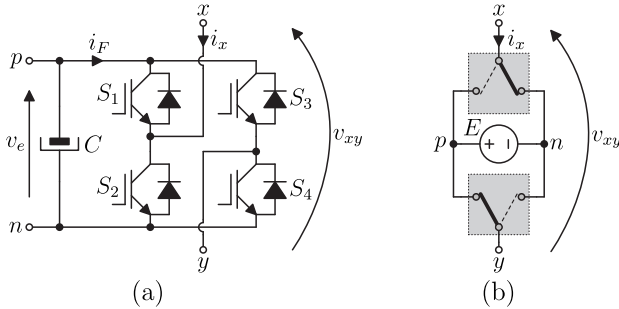 x
i_F
i_x
p
S_1
S_3
v_e
C
v_xy
S_2
S_4
n
y
(a)
x
i_x
E
p
+ −
n
v_xy
y
(b)